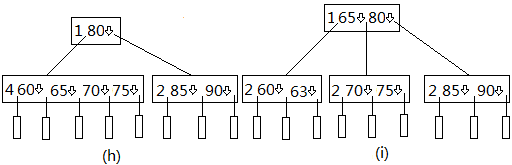 1 80⇩
4 60⇩ 65⇩ 70⇩ 75⇩
2 85⇩ 90⇩
(h)
1 65⇩ 80⇩
2 60⇩ 63⇩
2 70⇩ 75⇩
2 85⇩ 90⇩
(i)